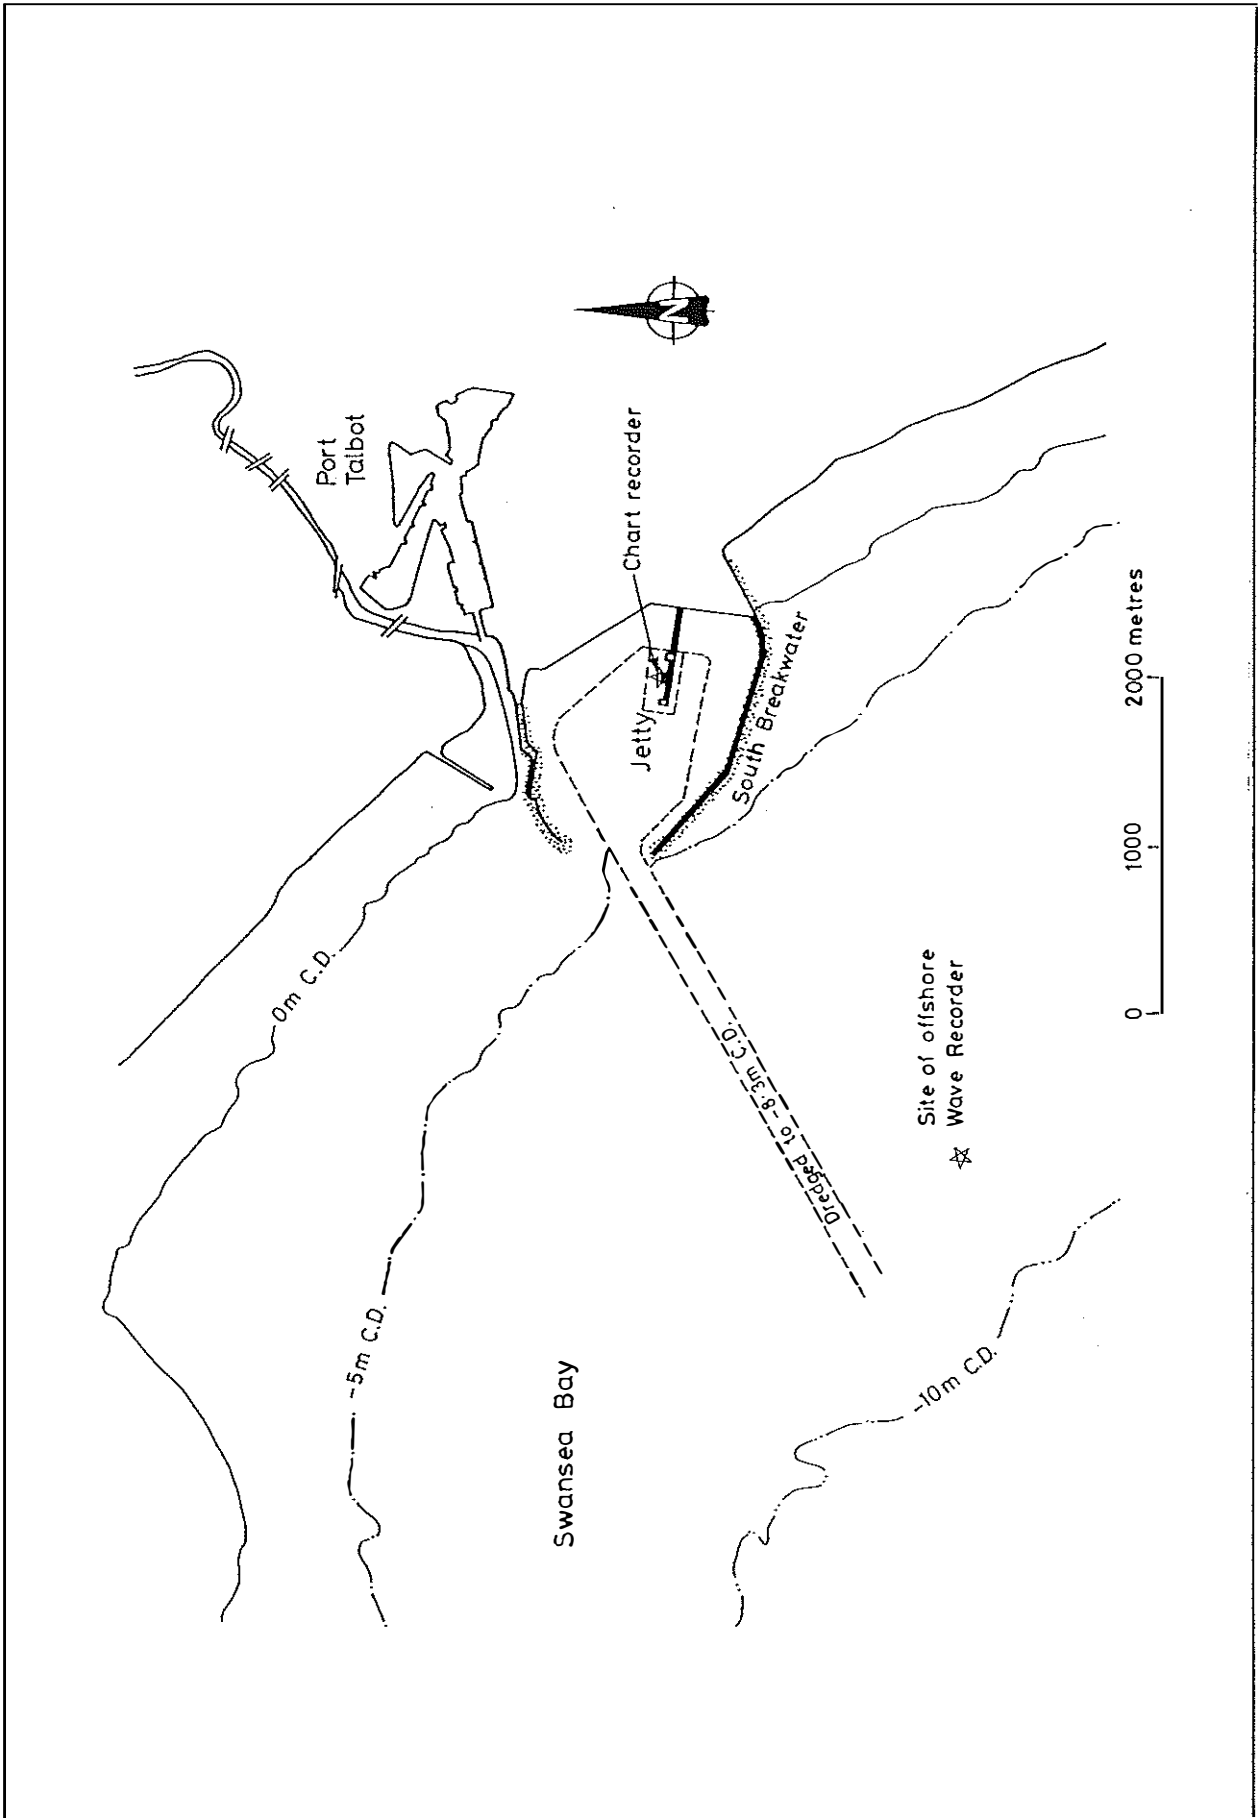 Port
Talbot
N
Chart recorder
Jetty
South Breakwater
0m C.D.
-5m C.D.
Dredged to -8·3m C.D.
Swansea Bay
-10m C.D.
Site of offshore
Wave Recorder
0 1000 2000 metres